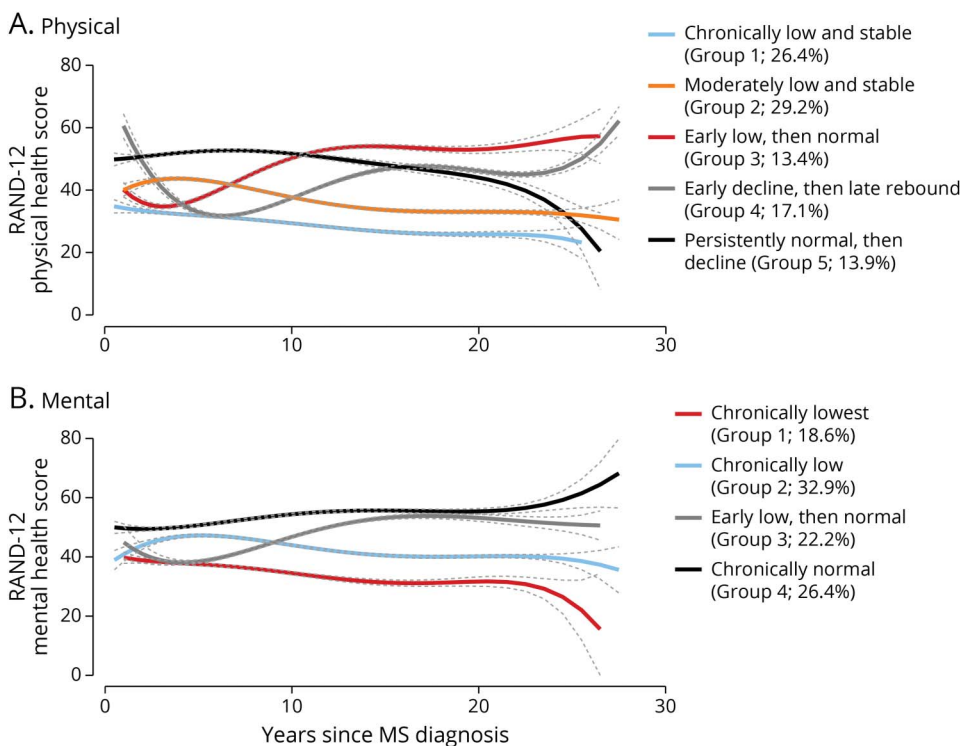 A. Physical
80
60
40
20
0
RAND-12
physical health score
0
10
20
30
Chronically low and stable
(Group 1; 26.4%)
Moderately low and stable
(Group 2; 29.2%)
Early low, then normal
(Group 3; 13.4%)
Early decline, then late rebound
(Group 4; 17.1%)
Persistently normal, then
decline (Group 5; 13.9%)
B. Mental
80
60
40
20
0
RAND-12
mental health score
0
10
20
30
Years since MS diagnosis
Chronically lowest
(Group 1; 18.6%)
Chronically low
(Group 2; 32.9%)
Early low, then normal
(Group 3; 22.2%)
Chronically normal
(Group 4; 26.4%)